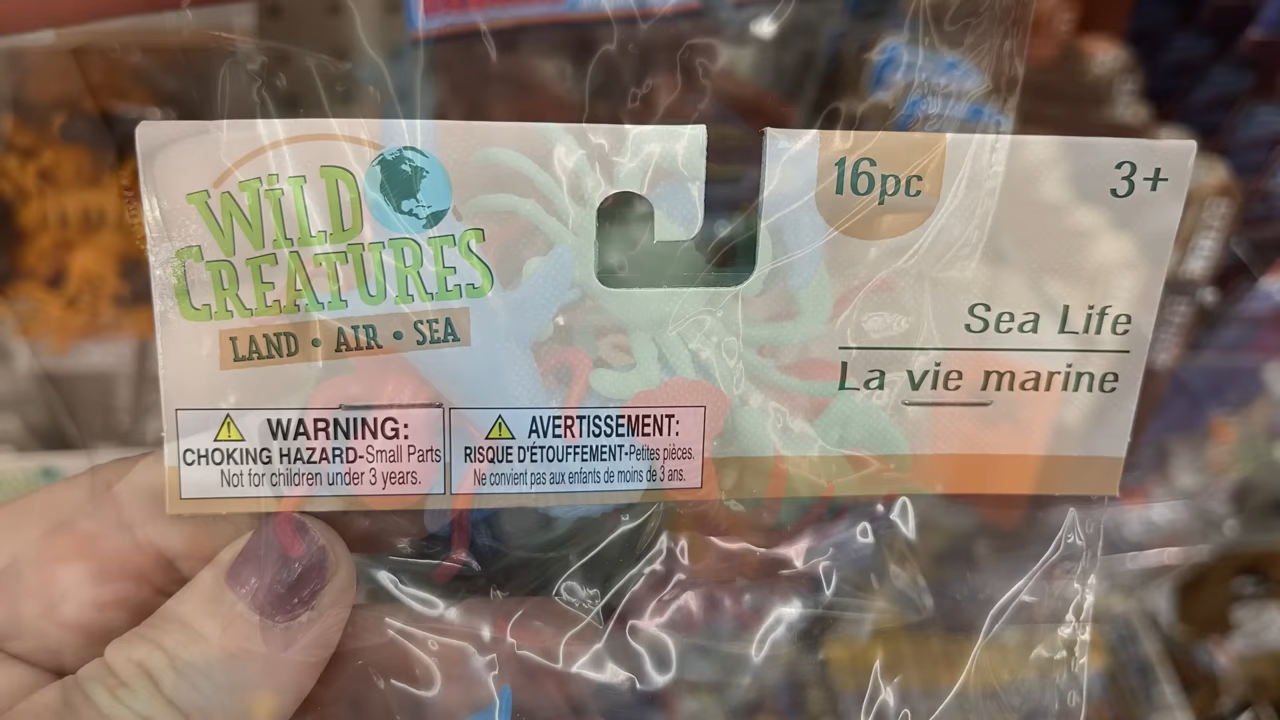 WiLD
CREATURES
LAND • AIR • SEA
16pc
3+
Sea Life
La vie marine
WARNING:
CHOKING HAZARD-Small Parts
Not for children under 3 years.
AVERTISSEMENT:
RISQUE D'ÉTOUFFEMENT-Petites pièces.
Ne convient pas aux enfants de moins de 3 ans.